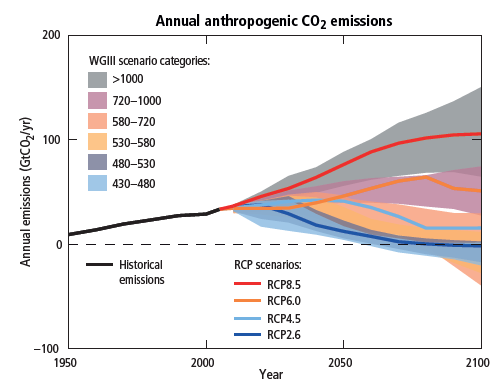 Annual anthropogenic CO₂ emissions
200
100
0
−100
Annual emissions (GtCO₂/yr)
WGIII scenario categories:
>1000
720–1000
580–720
530–580
480–530
430–480
Historical
emissions
RCP scenarios:
RCP8.5
RCP6.0
RCP4.5
RCP2.6
1950
2000
2050
2100
Year